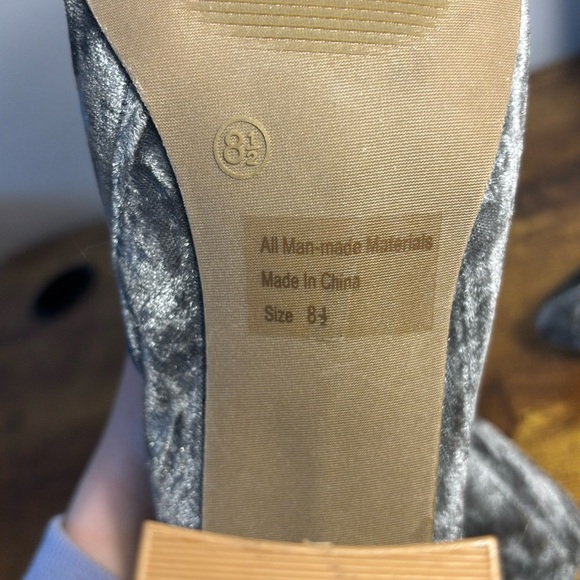 8½
All Man-made Materials
Made In China
Size 8½